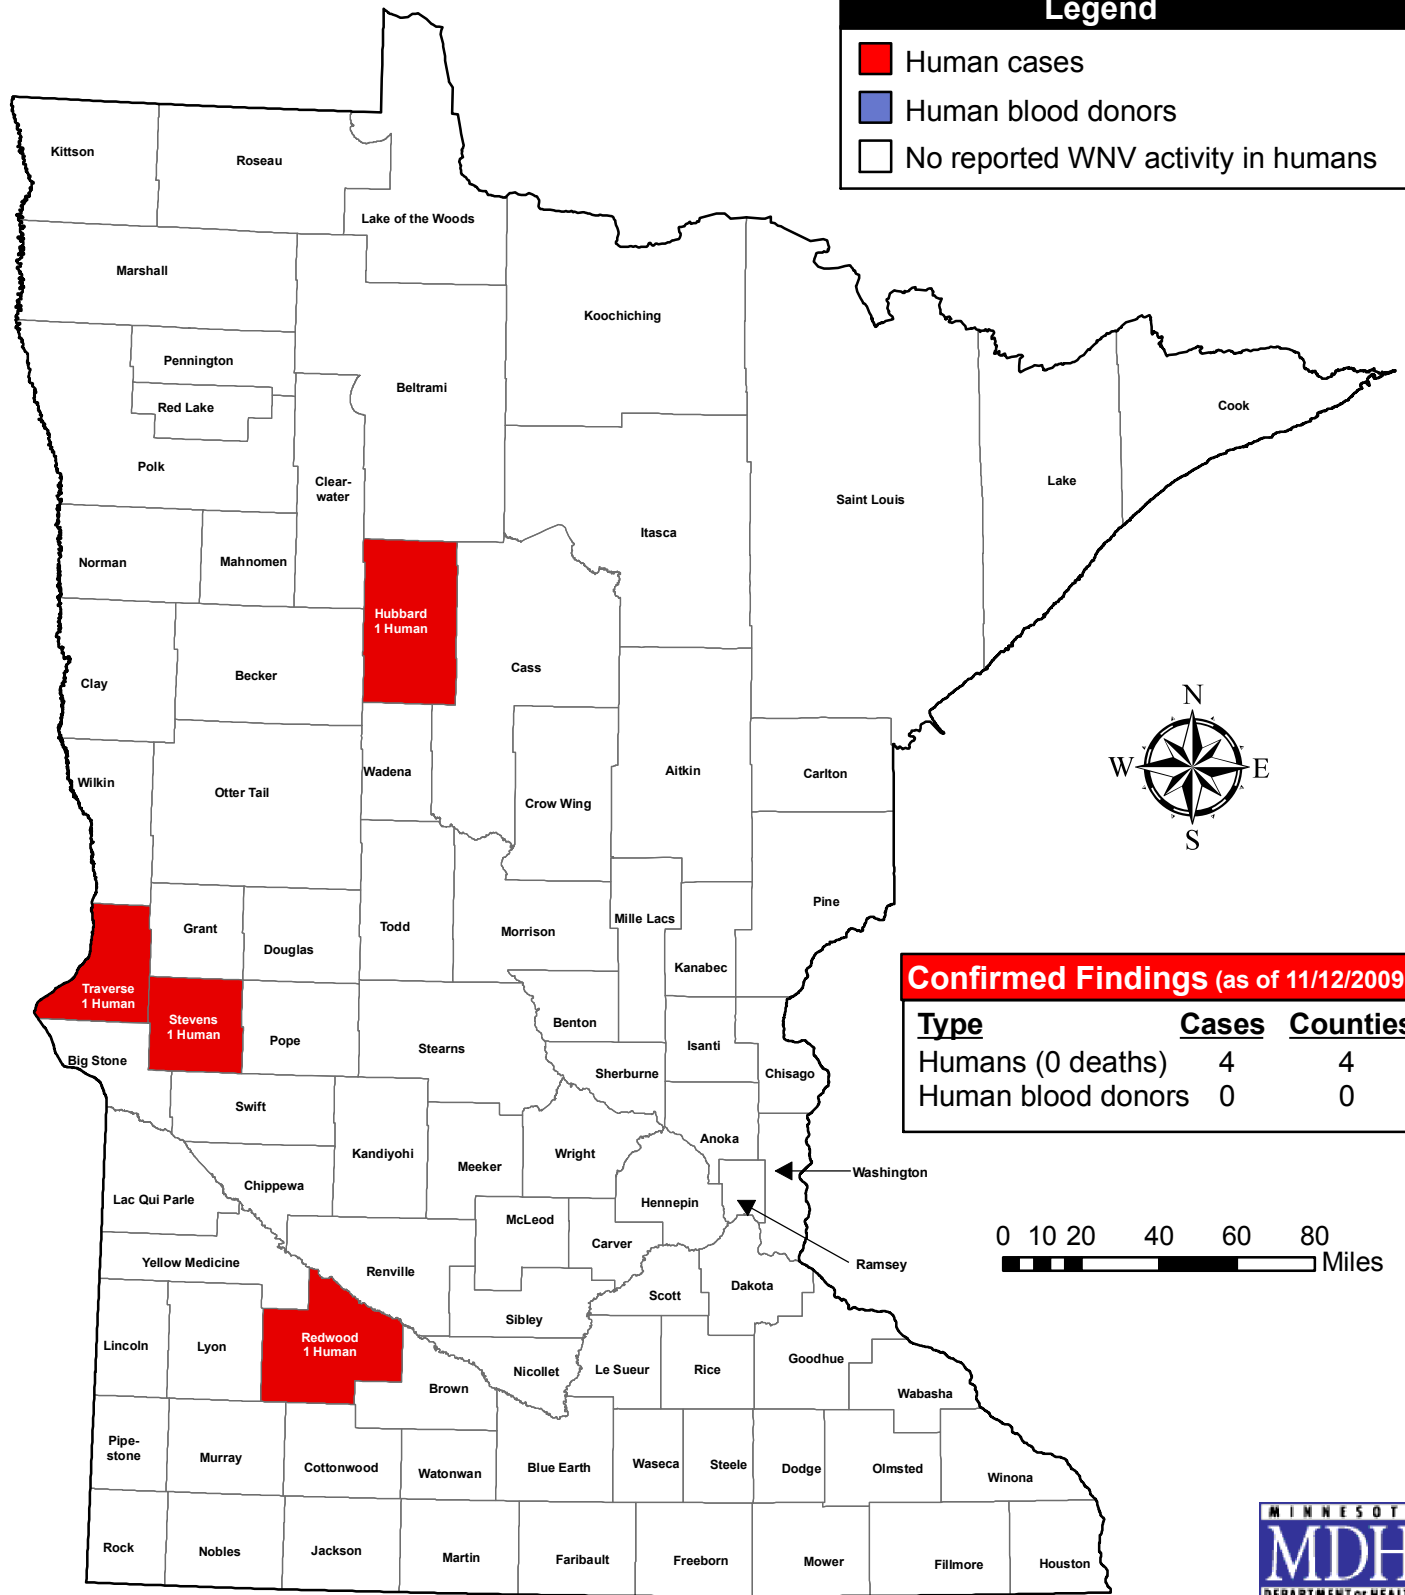 Legend
Human cases
Human blood donors
No reported WNV activity in humans
Kittson
Roseau
Lake of the Woods
Marshall
Koochiching
Pennington
Beltrami
Red Lake
Cook
Polk
Clear-
water
Lake
Saint Louis
Itasca
Norman
Mahnomen
Hubbard
1 Human
Cass
Clay
Becker
N
W
E
S
Wilkin
Otter Tail
Wadena
Aitkin
Carlton
Crow Wing
Pine
Grant
Douglas
Todd
Morrison
Mille Lacs
Kanabec
Traverse
1 Human
Stevens
1 Human
Pope
Stearns
Benton
Isanti
Big Stone
Sherburne
Chisago
Confirmed Findings (as of 11/12/2009
Type Cases Counties
Humans (0 deaths) 4 4
Human blood donors 0 0
Swift
Anoka
Kandiyohi
Meeker
Wright
Washington
Lac Qui Parle
Chippewa
Hennepin
McLeod
Carver
Yellow Medicine
Renville
Ramsey
0 10 20 40 60 80
Miles
Scott
Dakota
Sibley
Redwood
1 Human
Lincoln
Lyon
Nicollet
Le Sueur
Rice
Goodhue
Brown
Wabasha
Pipe-
stone
Murray
Cottonwood
Watonwan
Blue Earth
Waseca
Steele
Dodge
Olmsted
Winona
Rock
Nobles
Jackson
Martin
Faribault
Freeborn
Mower
Fillmore
Houston
MINNESOT
MDH
DEPARTMENT OF HEALTH